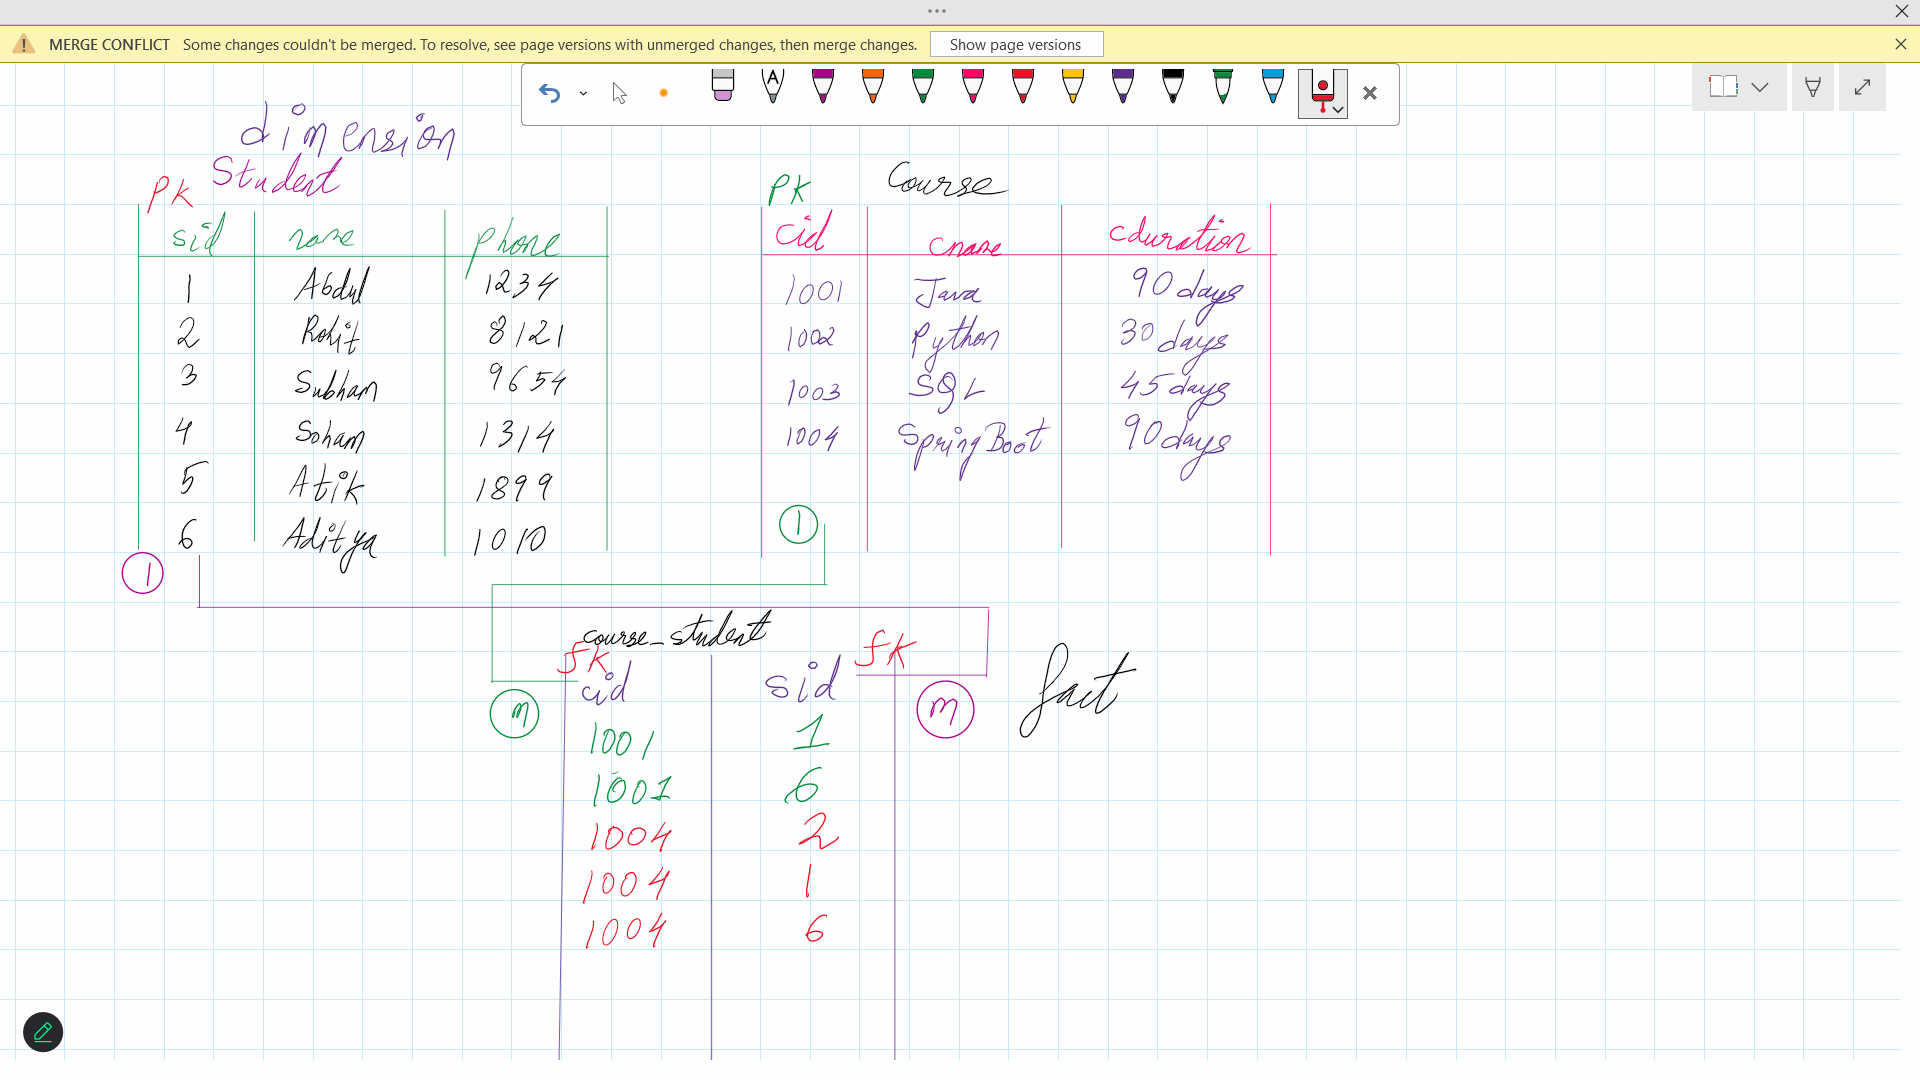 MERGE CONFLICT Some changes couldn't be merged. To resolve, see page versions with unmerged changes, then merge changes. Show page versions
A
dimension
PK Student
sid name phone
1 Abdul 1234
2 Rohit 8121
3 Subham 9654
4 Soham 1314
5 Atik 1899
6 Aditya 1010
1
PK Course
cid cname cduration
1001 Java 90 days
1002 Python 30 days
1003 SQL 45 days
1004 SpringBoot 90 days
1
course_student
fK fK
cid sid
m m
1001 1
1001 6
1004 2
1004 1
1004 6
fact